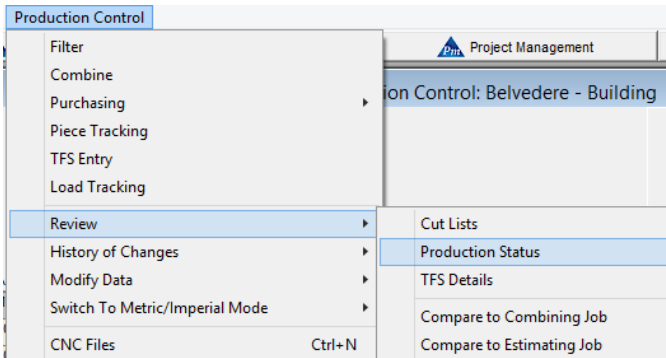 Production Control
Filter
Pm Project Management
Combine
ion Control: Belvedere - Building
Purchasing
Piece Tracking
TFS Entry
Load Tracking
Review
Cut Lists
History of Changes
Production Status
Modify Data
TFS Details
Switch To Metric/Imperial Mode
Compare to Combining Job
CNC Files Ctrl+N
Compare to Estimating Job